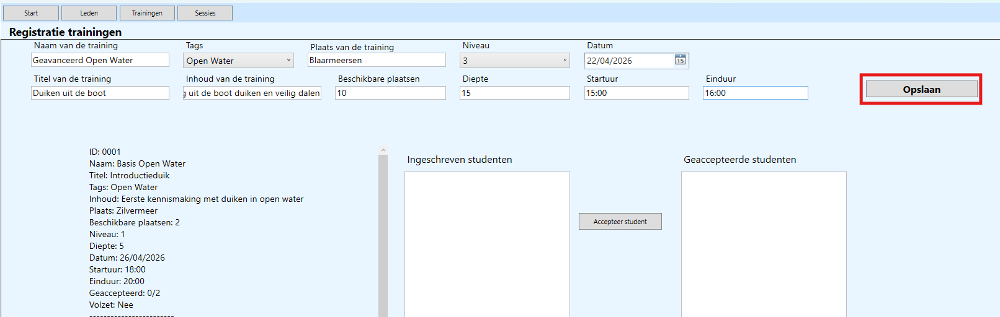 Start Leden Trainingen Sessies
Registratie trainingen
Naam van de training Tags Plaats van de training Niveau Datum
Geavanceerd Open Water Open Water Blaarmeersen 3 22/04/2026 15
Titel van de training Inhoud van de training Beschikbare plaatsen Diepte Startuur Einduur
Duiken uit de boot g uit de boot duiken en veilig dalen 10 15 15:00 16:00 Opslaan
ID: 0001
Naam: Basis Open Water
Titel: Introductieduik
Tags: Open Water
Inhoud: Eerste kennismaking met duiken in open water
Plaats: Zilvermeer
Beschikbare plaatsen: 2
Niveau: 1
Diepte: 5
Datum: 26/04/2026
Startuur: 18:00
Einduur: 20:00
Geaccepteerd: 0/2
Volzet: Nee
------------------------
Ingeschreven studenten
Accepteer student
Geaccepteerde studenten